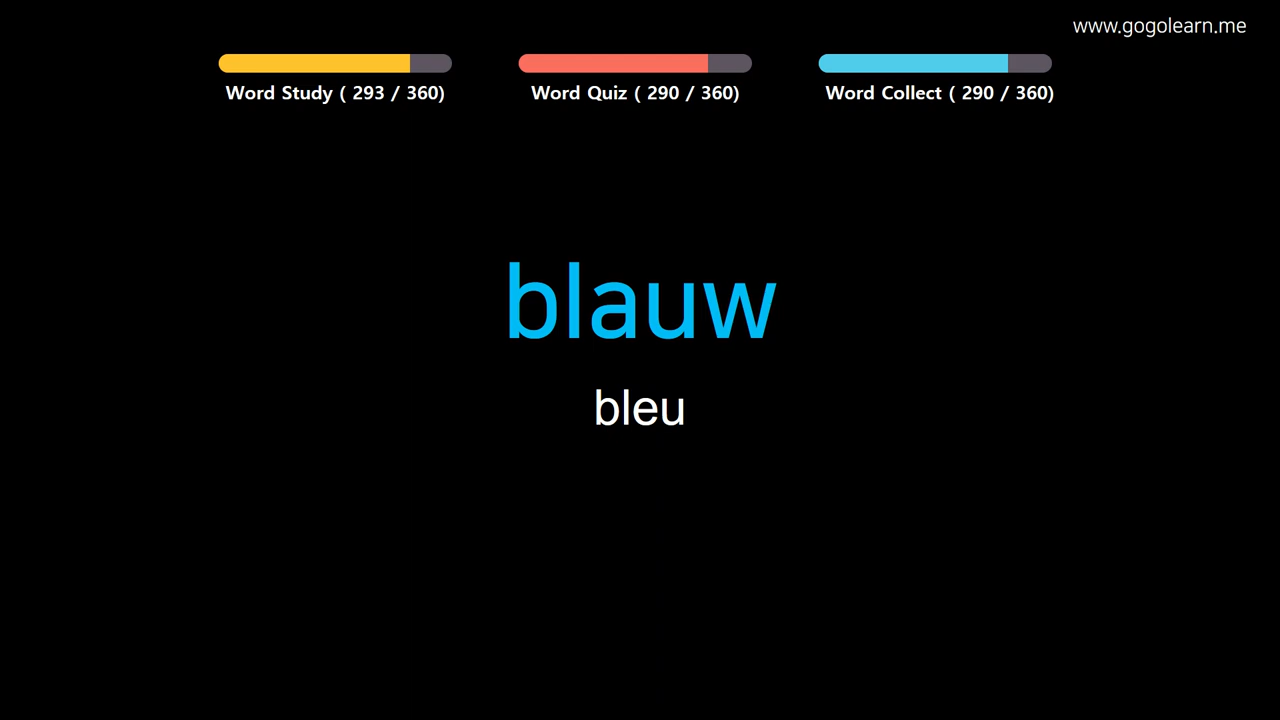 www.gogolearn.me
Word Study ( 293 / 360)
Word Quiz ( 290 / 360)
Word Collect ( 290 / 360)
blauw
bleu